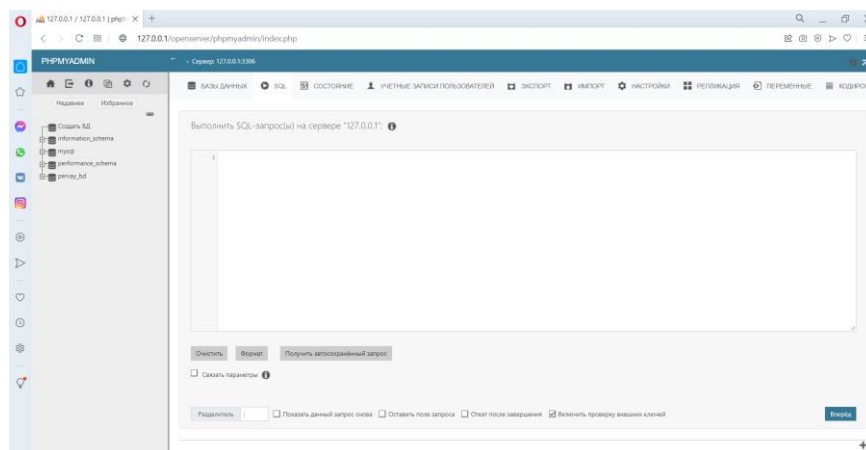 127.0.0.1 / 127.0.0.1 | php
127.0.0.1/openserver/phpmyadmin/index.php
PHPMYADMIN
Сервер: 127.0.0.1:3306
БАЗЫ ДАННЫХ
SQL
СОСТОЯНИЕ
УЧЕТНЫЕ ЗАПИСИ ПОЛЬЗОВАТЕЛЕЙ
ЭКСПОРТ
ИМПОРТ
НАСТРОЙКИ
РЕПЛИКАЦИЯ
ПЕРЕМЕННЫЕ
КОДИРО
Недавнее
Избранное
Создать БД
information_schema
mysql
performance_schema
pervay_bd
Выполнить SQL-запрос(ы) на сервере "127.0.0.1":
1
Очистить
Формат
Получить автосохранённый запрос
Связать параметры
Разделитель
;
Показать данный запрос снова
Оставить поле запроса
Откат после завершения
Включить проверку внешних ключей
Вперёд